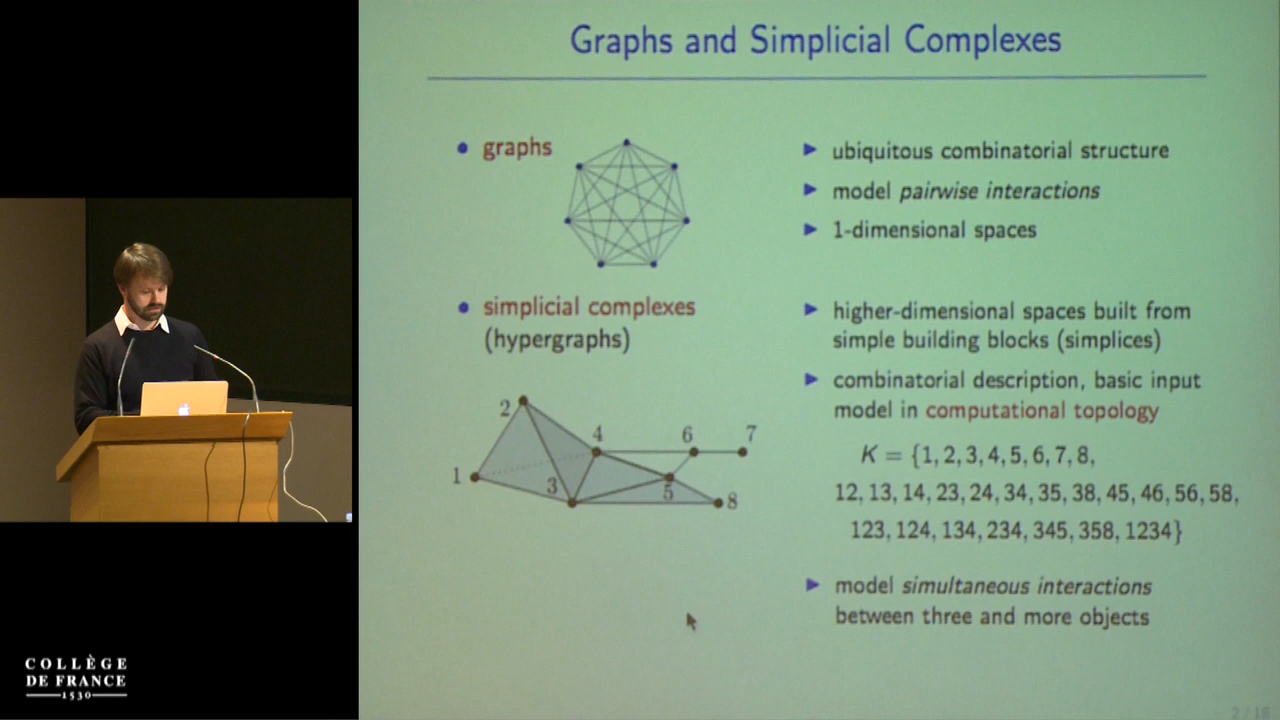 Graphs and Simplicial Complexes
graphs
ubiquitous combinatorial structure
model pairwise interactions
1-dimensional spaces
simplicial complexes
(hypergraphs)
higher-dimensional spaces built from
simple building blocks (simplices)
combinatorial description, basic input
model in computational topology
K = {1, 2, 3, 4, 5, 6, 7, 8,
12, 13, 14, 23, 24, 34, 35, 38, 45, 46, 56, 58,
123, 124, 134, 234, 345, 358, 1234}
model simultaneous interactions
between three and more objects
2
4
6
7
1
3
5
8
COLLÈGE
DE FRANCE
1530
2 / 18